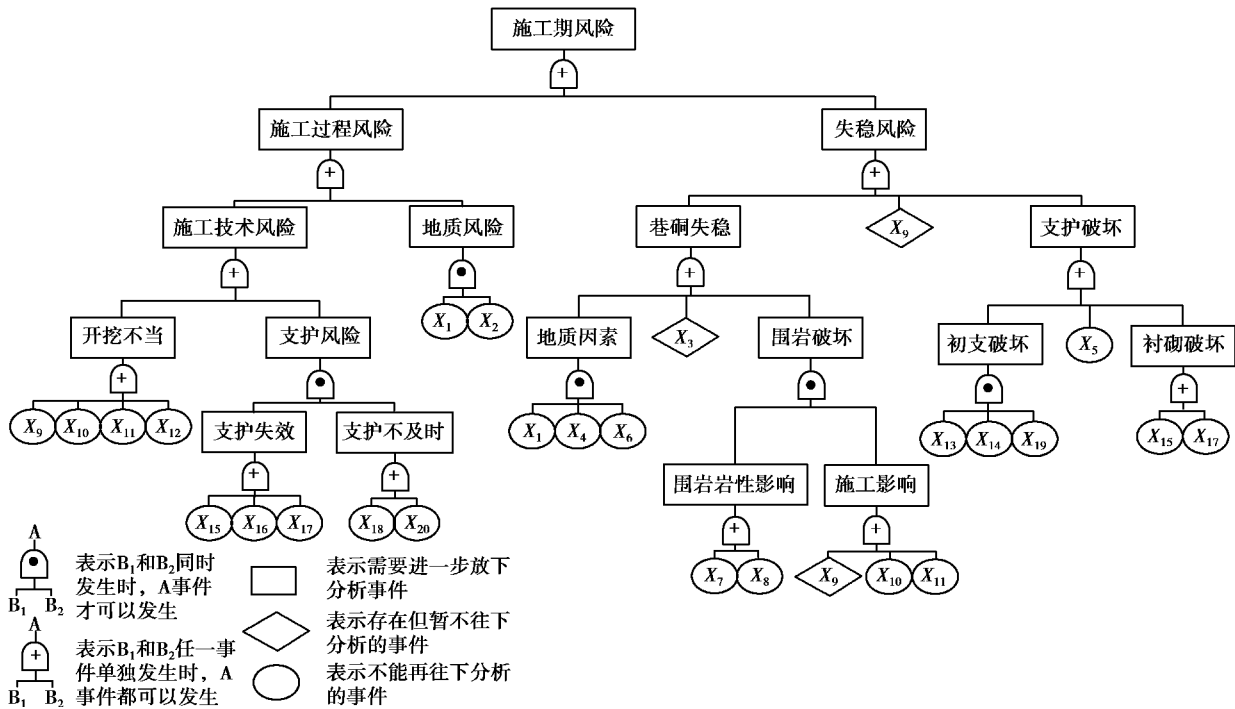 施工期风险
+
施工过程风险
失稳风险
+
+
施工技术风险
地质风险
巷硐失稳
X₉
支护破坏
+
+
+
开挖不当
支护风险
X₁ X₂
地质因素
X₃
围岩破坏
初支破坏
X₅
衬砌破坏
+
+
X₉ X₁₀ X₁₁ X₁₂
支护失效
支护不及时
X₁ X₄ X₆
X₁₃ X₁₄ X₁₉
X₁₅ X₁₇
+
+
围岩岩性影响
施工影响
+
+
X₁₅ X₁₆ X₁₇
X₁₈ X₂₀
X₇ X₈
X₉ X₁₀ X₁₁
A
B₁ B₂
表示B₁和B₂同时
发生时，A事件
才可以发生
A
+
B₁ B₂
表示B₁和B₂任一事
件单独发生时，A
事件都可以发生
表示需要进一步放下
分析事件
表示存在但暂不往下
分析的事件
表示不能再往下分析
的事件